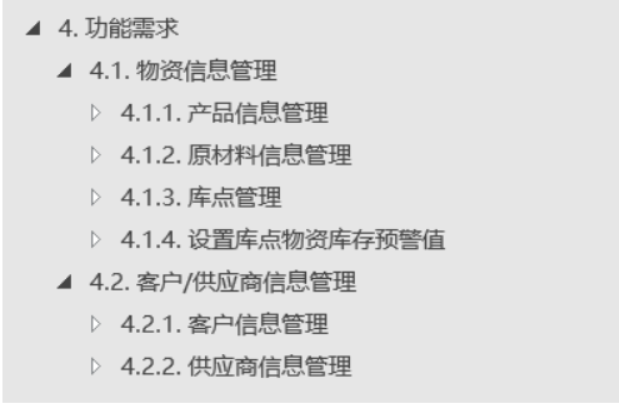 4. 功能需求
4.1. 物资信息管理
4.1.1. 产品信息管理
4.1.2. 原材料信息管理
4.1.3. 库点管理
4.1.4. 设置库点物资库存预警值
4.2. 客户/供应商信息管理
4.2.1. 客户信息管理
4.2.2. 供应商信息管理